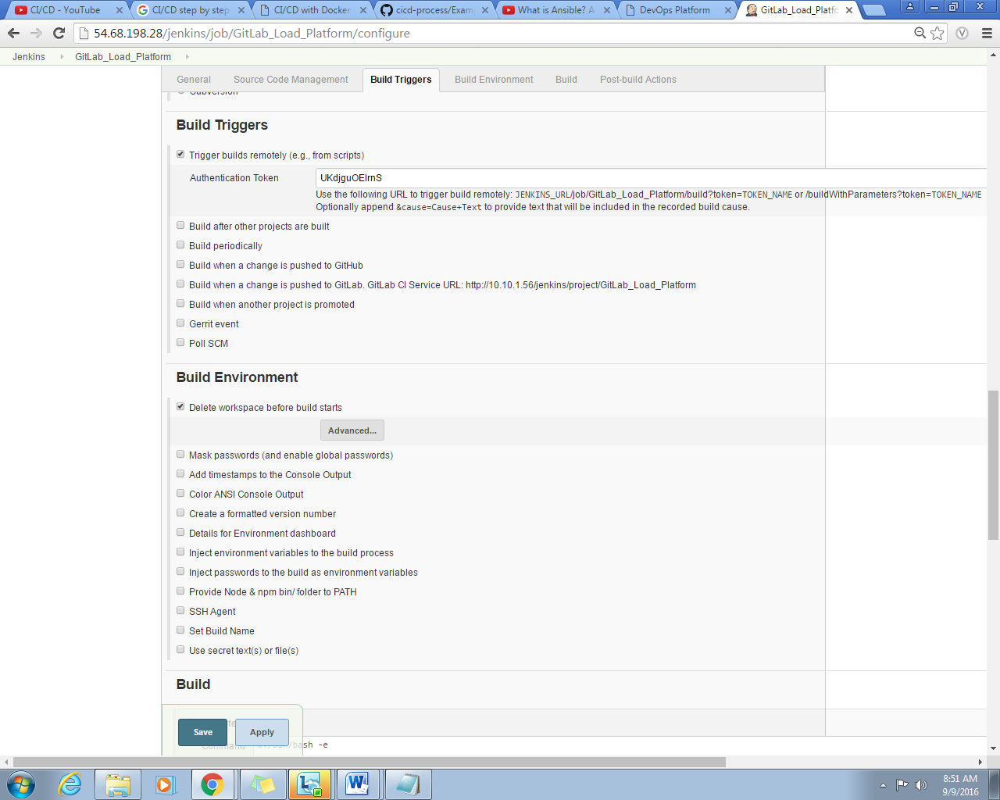 CI/CD - YouTube
CI/CD step by step
CI/CD with Docker
cicd-process/Exam
What is Ansible? A
DevOps Platform
GitLab_Load_Platfo
54.68.198.28/jenkins/job/GitLab_Load_Platform/configure
Jenkins
GitLab_Load_Platform
General
Source Code Management
Build Triggers
Build Environment
Build
Post-build Actions
Subversion
Build Triggers
Trigger builds remotely (e.g., from scripts)
Authentication Token
UKdjguOElrnS
Use the following URL to trigger build remotely: JENKINS_URL/job/GitLab_Load_Platform/build?token=TOKEN_NAME or /buildWithParameters?token=TOKEN_NAME
Optionally append &cause=Cause+Text to provide text that will be included in the recorded build cause.
Build after other projects are built
Build periodically
Build when a change is pushed to GitHub
Build when a change is pushed to GitLab. GitLab CI Service URL: http://10.10.1.56/jenkins/project/GitLab_Load_Platform
Build when another project is promoted
Gerrit event
Poll SCM
Build Environment
Delete workspace before build starts
Advanced...
Mask passwords (and enable global passwords)
Add timestamps to the Console Output
Color ANSI Console Output
Create a formatted version number
Details for Environment dashboard
Inject environment variables to the build process
Inject passwords to the build as environment variables
Provide Node & npm bin/ folder to PATH
SSH Agent
Set Build Name
Use secret text(s) or file(s)
Build
Save
Apply
Command
bash -e
8:51 AM
9/9/2016